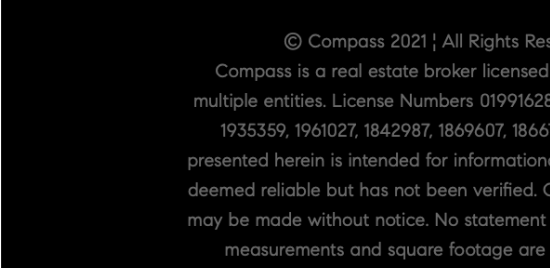 © Compass 2021 ¦ All Rights Res
Compass is a real estate broker licensed
multiple entities. License Numbers 01991628
1935359, 1961027, 1842987, 1869607, 1866
presented herein is intended for information
deemed reliable but has not been verified. C
may be made without notice. No statement
measurements and square footage are